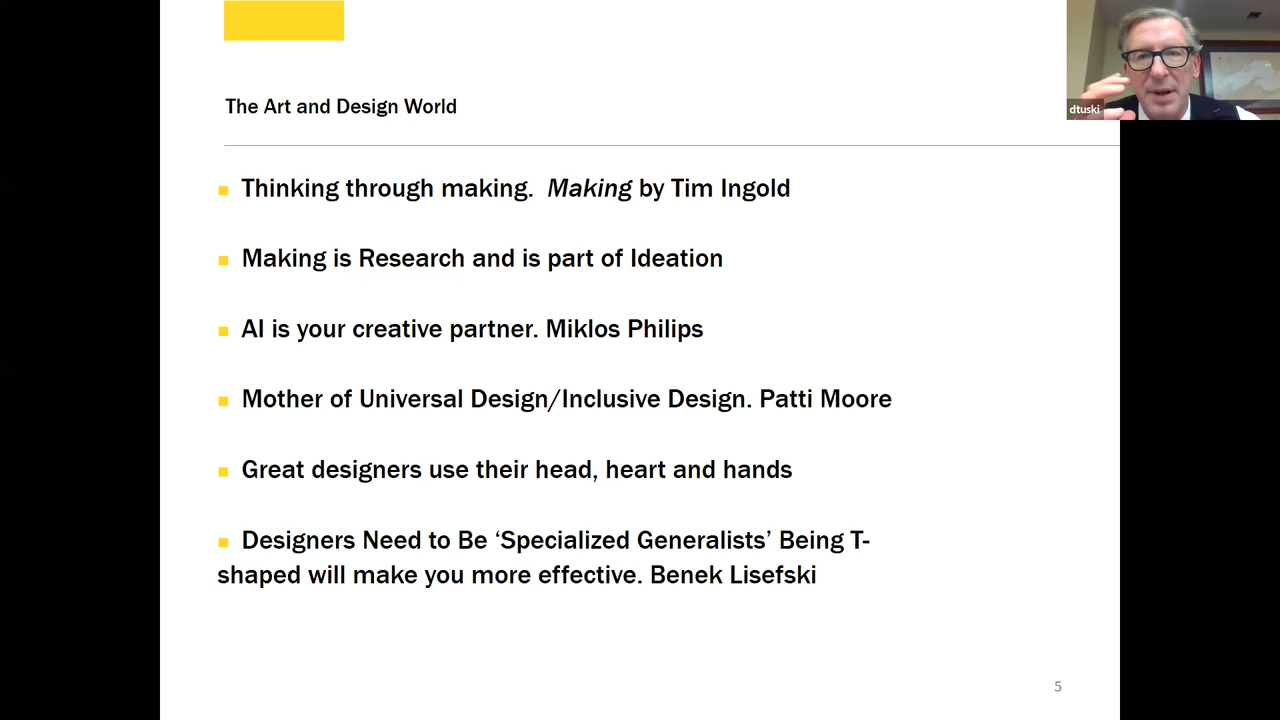 dtuski
The Art and Design World
Thinking through making. Making by Tim Ingold
Making is Research and is part of Ideation
AI is your creative partner. Miklos Philips
Mother of Universal Design/Inclusive Design. Patti Moore
Great designers use their head, heart and hands
Designers Need to Be ‘Specialized Generalists’ Being T-
shaped will make you more effective. Benek Lisefski
5